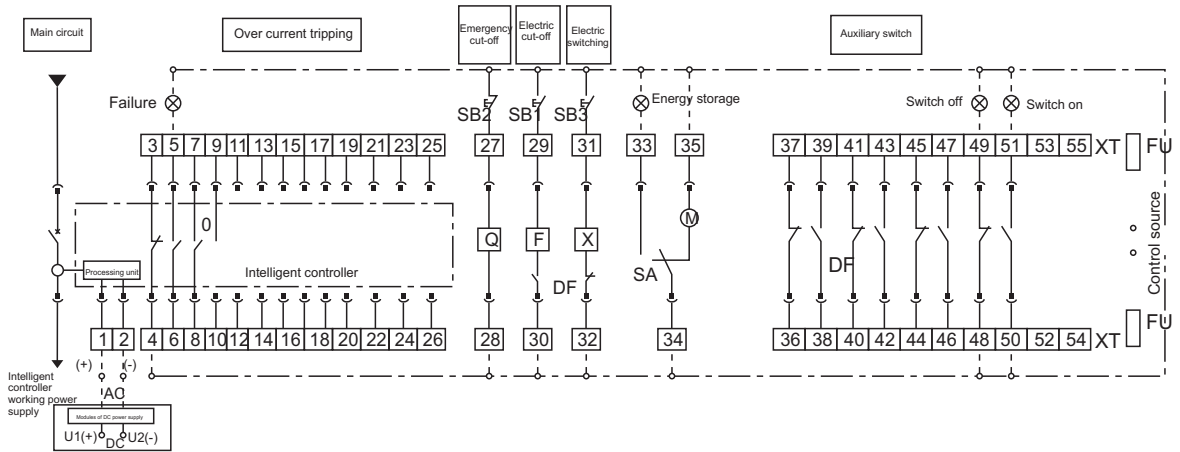 Main circuit
Over current tripping
Emergency
cut-off
Electric
cut-off
Electric
switching
Auxiliary switch
Failure
SB2
SB1
SB3
Energy storage
Switch off
Switch on
3 5 7 9 11 13 15 17 19 21 23 25
27
29
31
33
35
37 39 41 43 45 47 49 51 53 55
XT
FU
0
Q
F
X
M
Processing unit
Intelligent controller
DF
SA
DF
Control source
1 2
4 6 8 10 12 14 16 18 20 22 24 26
28
30
32
34
36 38 40 42 44 46 48 50 52 54
XT
FU
(+)
(-)
Intelligent
controller
working power
supply
AC
Modules of DC power supply
U1(+)
DC
U2(-)